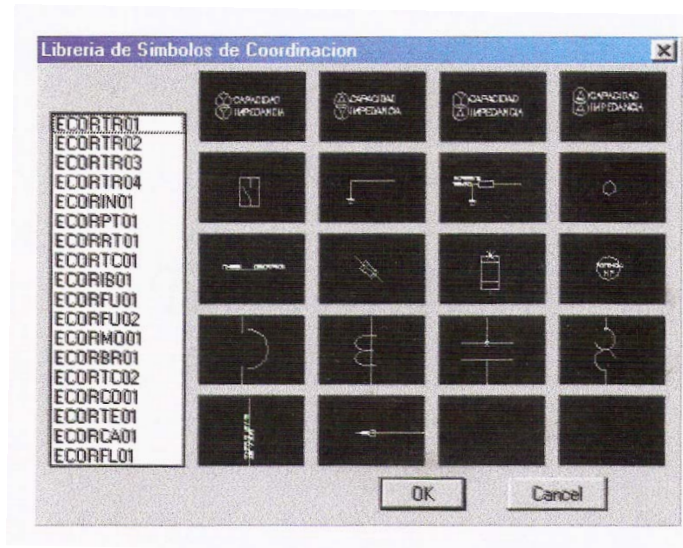 Libreria de Simbolos de Coordinacion
CAPACIDAD
IMPEDANCIA
CAPACIDAD
IMPEDANCIA
CAPACIDAD
IMPEDANCIA
CAPACIDAD
IMPEDANCIA
ECORTR01
ECORTR02
ECORTR03
ECORTR04
ECORIN01
ECORPT01
ECORRT01
ECORTC01
ECORIB01
ECORFU01
ECORFU02
ECORMO01
ECORBR01
ECORTC02
ECORCO01
ECORTE01
ECORCA01
ECORFL01
OK
Cancel